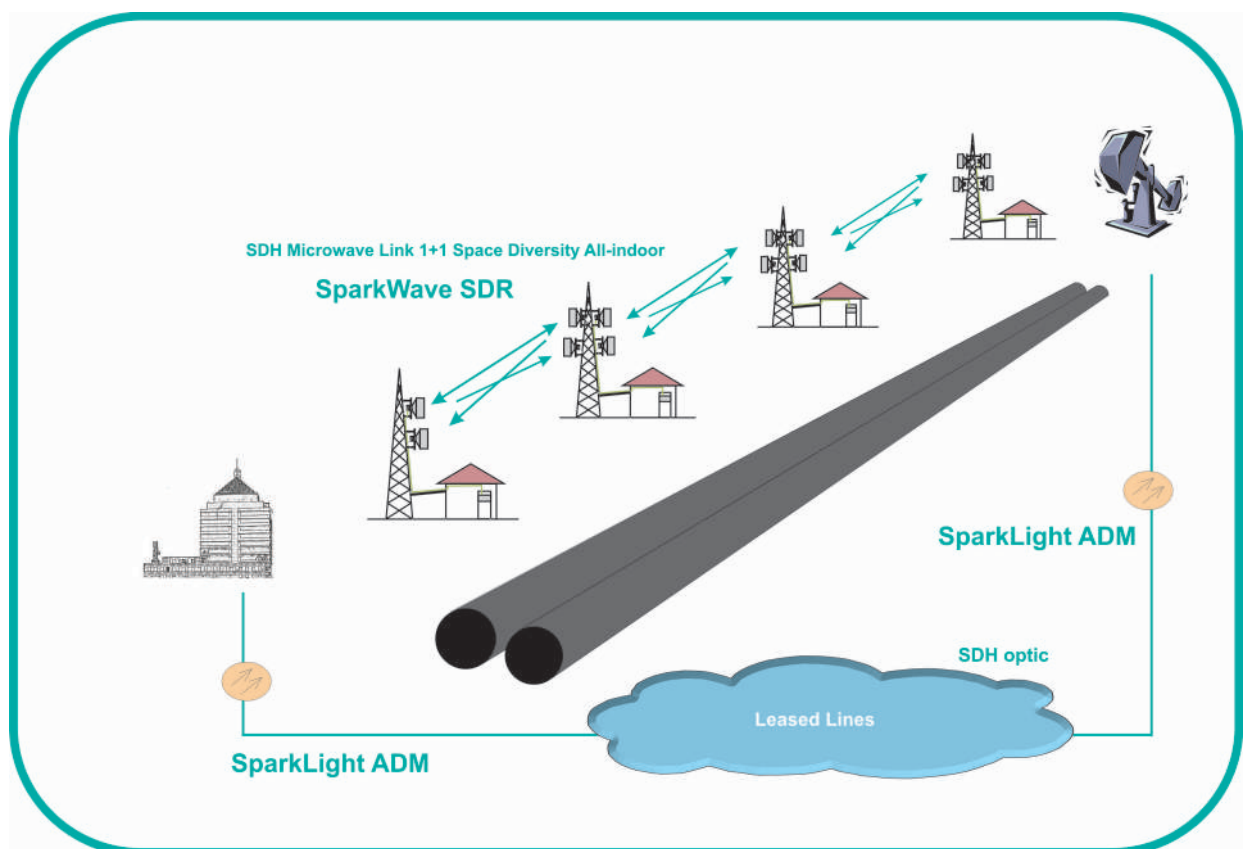 SDH Microwave Link 1+1 Space Diversity All-indoor
SparkWave SDR
SparkLight ADM
SDH optic
Leased Lines
SparkLight ADM